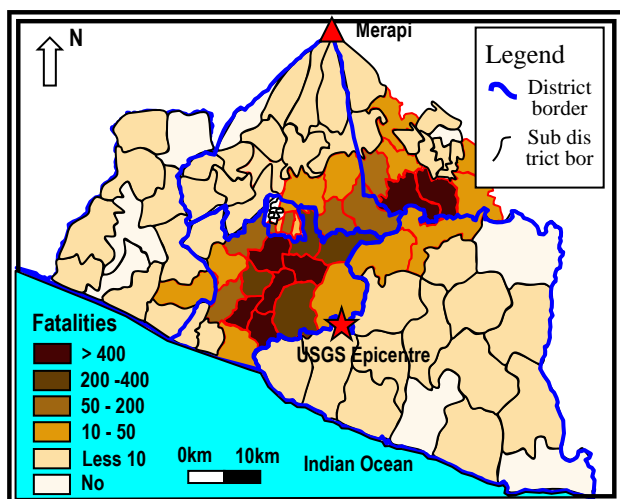 N
Merapi
Legend
District
border
Sub dis
trict bor
Fatalities
> 400
200 -400
50 - 200
10 - 50
Less 10
No
USGS Epicentre
0km 10km
Indian Ocean